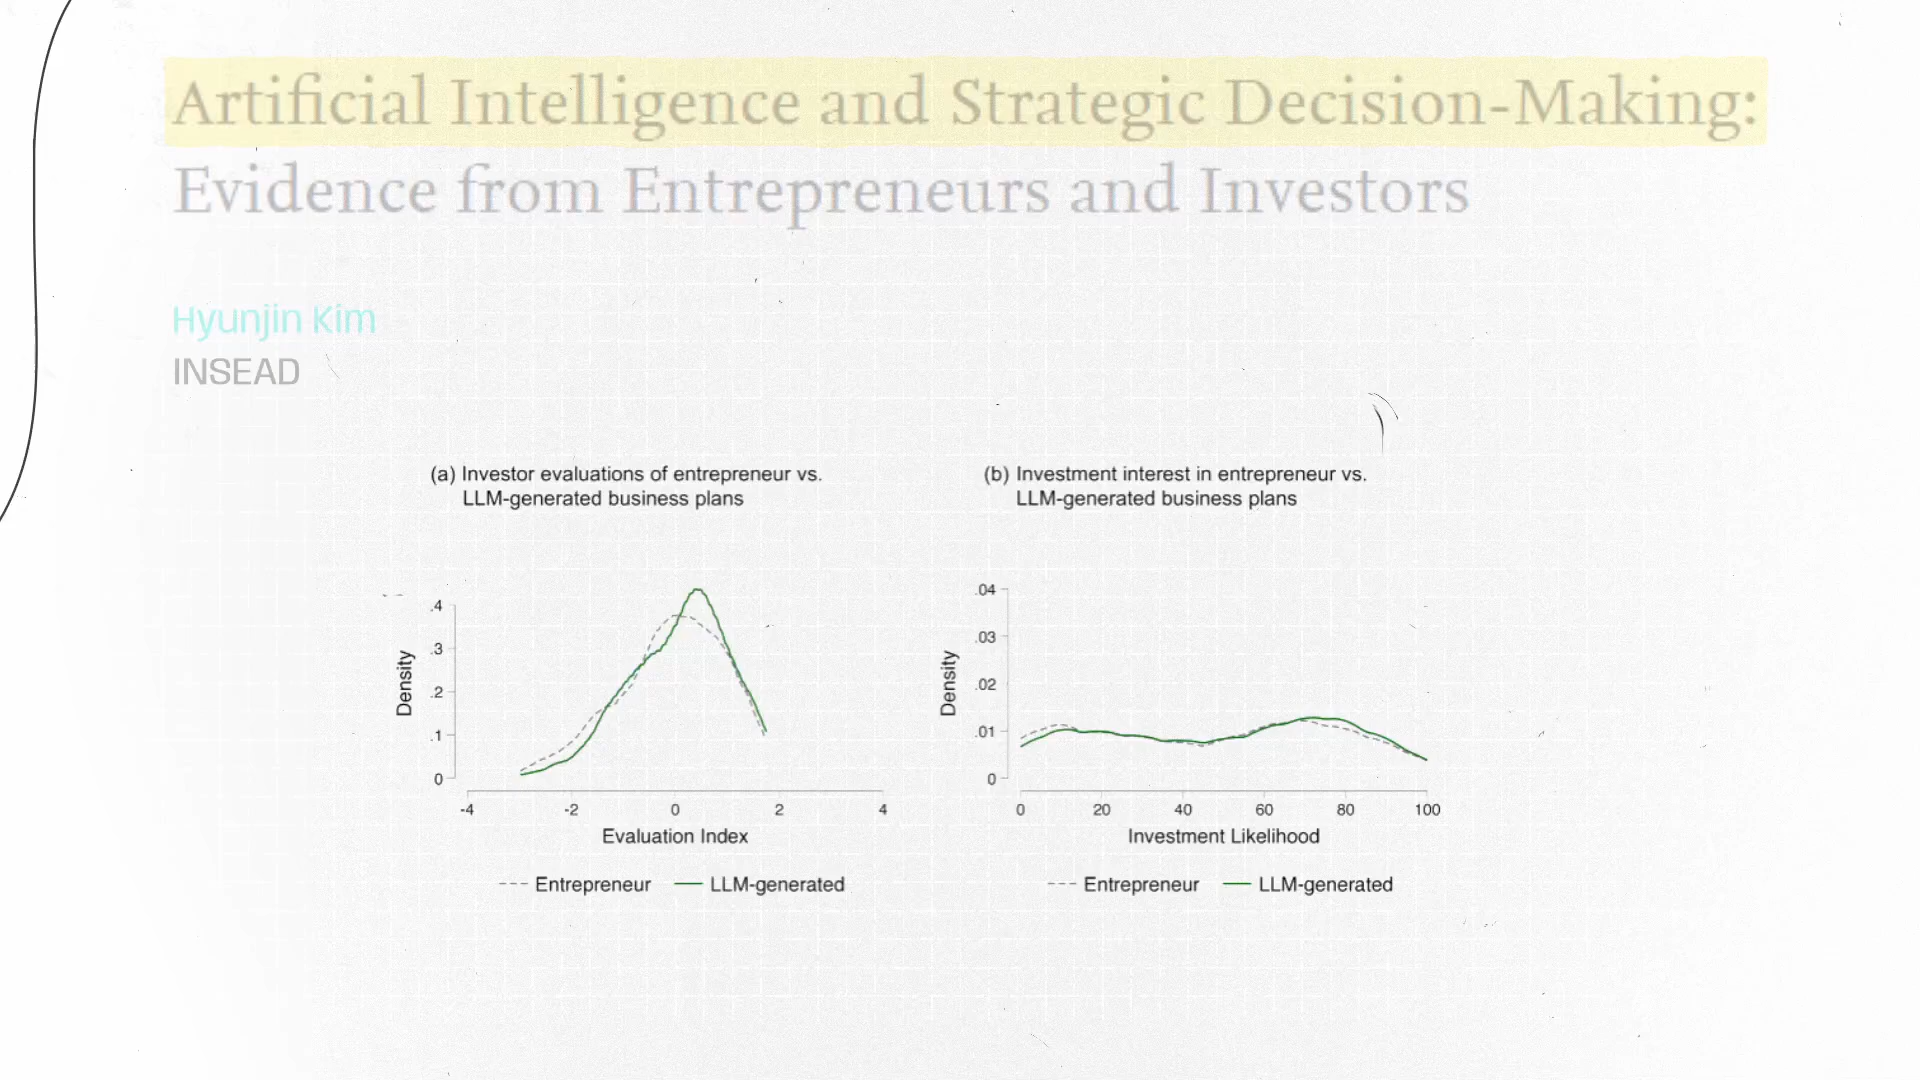 Artificial Intelligence and Strategic Decision-Making:
Evidence from Entrepreneurs and Investors
Hyunjin Kim
INSEAD
(a) Investor evaluations of entrepreneur vs.
LLM-generated business plans
.4
.3
.2
.1
0
Density
-4 -2 0 2 4
Evaluation Index
Entrepreneur LLM-generated
(b) Investment interest in entrepreneur vs.
LLM-generated business plans
.04
.03
.02
.01
0
Density
0 20 40 60 80 100
Investment Likelihood
Entrepreneur LLM-generated